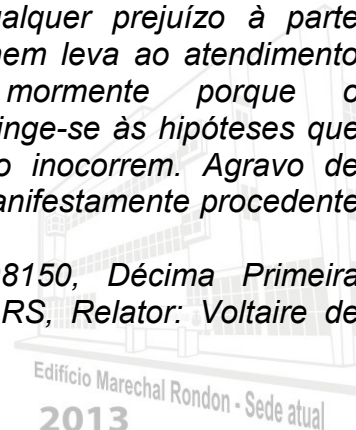 alquer prejuízo à parte
nem leva ao atendimento
mormente porque o
inge-se às hipóteses que
o inocorrem. Agravo de
anifestamente procedente
8150, Décima Primeira
RS, Relator: Voltaire de
Edifício Marechal Rondon - Sede atual
2013